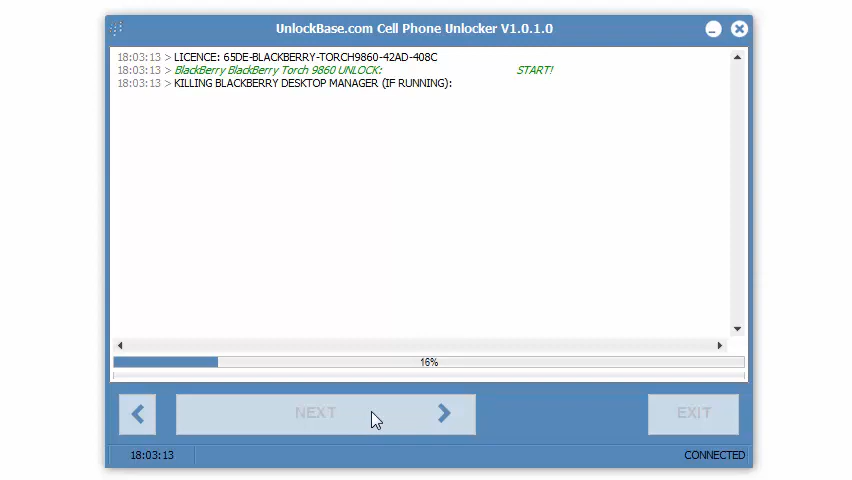 UnlockBase.com Cell Phone Unlocker V1.0.1.0
18:03:13 > LICENCE: 65DE-BLACKBERRY-TORCH9860-42AD-408C
18:03:13 > BlackBerry BlackBerry Torch 9860 UNLOCK: START!
18:03:13 > KILLING BLACKBERRY DESKTOP MANAGER (IF RUNNING):
16%
NEXT EXIT
18:03:13 CONNECTED